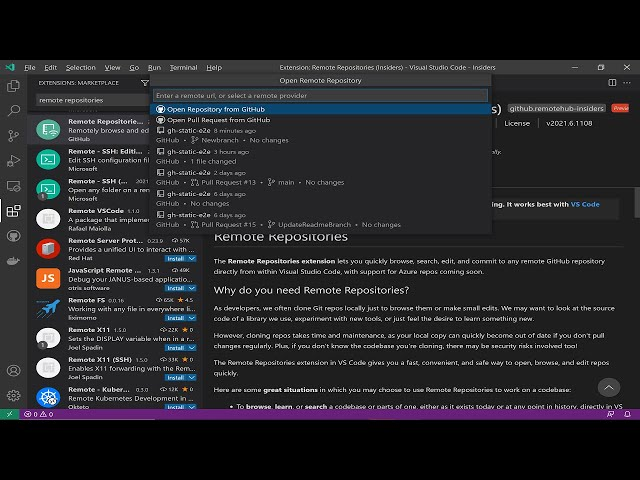 File Edit Selection View Go Run Terminal Help
Extension: Remote Repositories (Insiders) - Visual Studio Code - Insiders
EXTENSIONS: MARKETPLACE
remote repositories
Open Remote Repository
Enter a remote url, or select a remote provider
Open Repository from GitHub
Open Pull Request from GitHub
gh-static-e2e 8 minutes ago
GitHub • Newbranch • No changes
gh-static-e2e 3 hours ago
GitHub • 1 file changed
gh-static-e2e 2 days ago
GitHub • Pull Request #13 • main • No changes
gh-static-e2e 6 days ago
GitHub • No changes
gh-static-e2e 6 days ago
GitHub • Pull Request #15 • UpdateReadmeBranch • No changes
Remote Repositories...
Remotely browse and ed
GitHub
Remote - SSH: Editi...
Edit SSH configuration f
Microsoft
Remote - SSH (... 202
Open any folder on a re
Microsoft
Remote VSCode 1.1.0
A package that impleme
Rafael Maiolla
Remote Server Prot... 0.23.9 57K
Provides a unified UI to interact with ...
Red Hat Install
JavaScript Remote ...
Debug your JANUS-based applicatio...
otris software Install
Remote FS 0.0.16 65K 4.5
Working with any file in everywhere li...
liximomo Install
Remote X11 1.5.0 22K 0
Sets the DISPLAY variable when in a r...
Joel Spadin Install
Remote X11 (SSH) 1.5.0 33K 5
Enables X11 forwarding with the Rem...
Joel Spadin Install
Remote - Kuber...
Remote Kubernetes Development in ...
Okteto Install
github.remotehub-insiders
License v2021.6.1108
ing. It works best with VS Code
Remote Repositories
The Remote Repositories extension lets you quickly browse, search, edit, and commit to any remote GitHub repository
directly from within Visual Studio Code, with support for Azure repos coming soon.
Why do you need Remote Repositories?
As developers, we often clone Git repos locally just to browse them or make small edits. We may want to look at the source
code of a library we use, experiment with new tools, or just feel the desire to learn something new.
However, cloning repos takes time and maintenance, as your local copy can quickly become out of date if you don't pull
changes regularly. Plus, if you don't know the codebase you're cloning, there may be security risks involved too!
The Remote Repositories extension in VS Code gives you a fast, convenient, and safe way to open, browse, and edit repos
quickly.
Here are some great situations in which you may choose to use Remote Repositories to work on a codebase:
• To browse, learn, or search a codebase or parts of one, either as it exists today or at any point in history, directly in VS
0 0